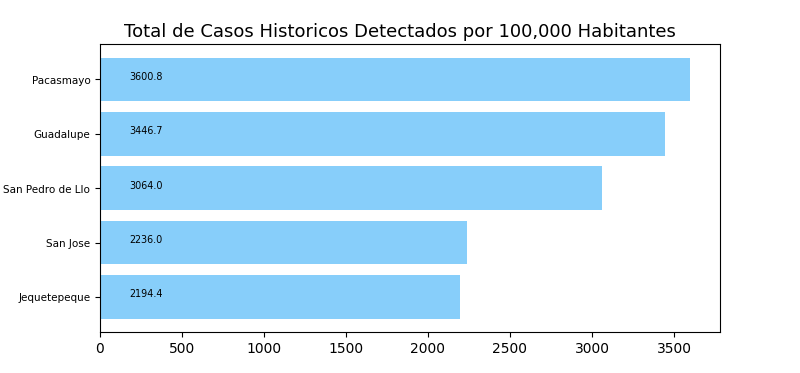 Total de Casos Historicos Detectados por 100,000 Habitantes
Pacasmayo 3600.8
Guadalupe 3446.7
San Pedro de Llo 3064.0
San Jose 2236.0
Jequetepeque 2194.4
0 500 1000 1500 2000 2500 3000 3500